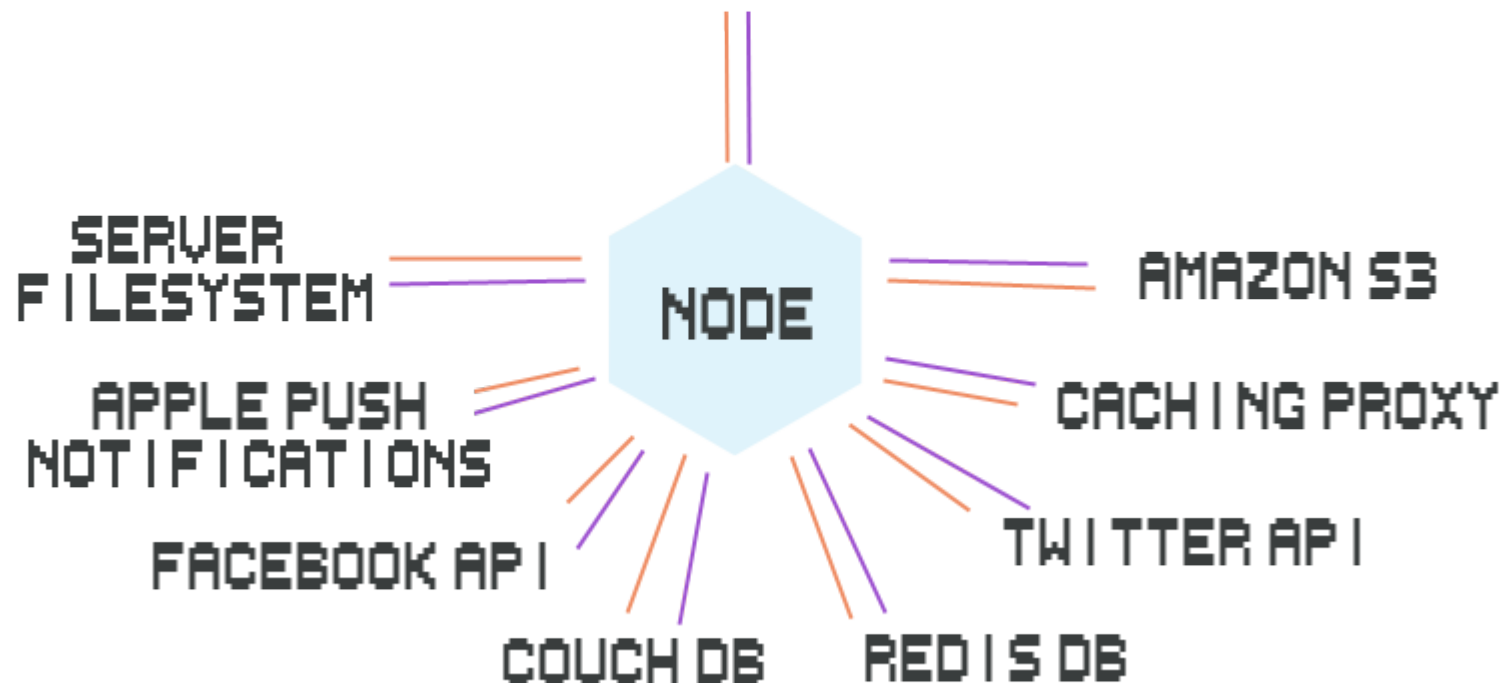 SERVER
FILESYSTEM
NODE
AMAZON S3
APPLE PUSH
NOTIFICATIONS
CACHING PROXY
FACEBOOK API
TWITTER API
COUCH DB
REDIS DB